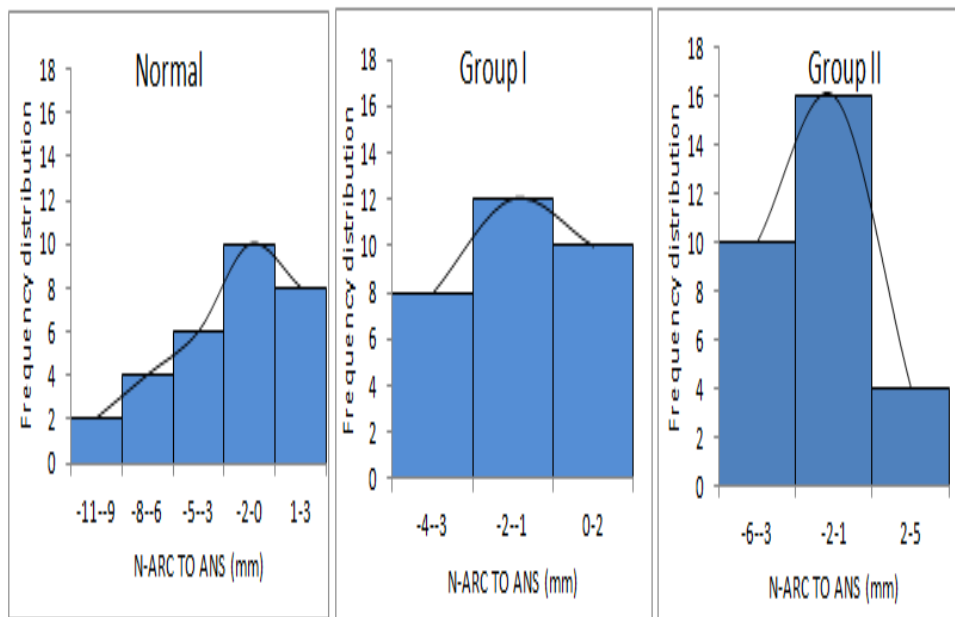 Normal
Frequency distribution
18
16
14
12
10
8
6
4
2
0
-11--9 -8--6 -5--3 -2-0 1-3
N-ARC TO ANS (mm)
Group I
Frequency distribution
18
16
14
12
10
8
6
4
2
0
-4--3 -2--1 0-2
N-ARC TO ANS (mm)
Group II
Frequency distribution
18
16
14
12
10
8
6
4
2
0
-6--3 -2-1 2-5
N-ARC TO ANS (mm)